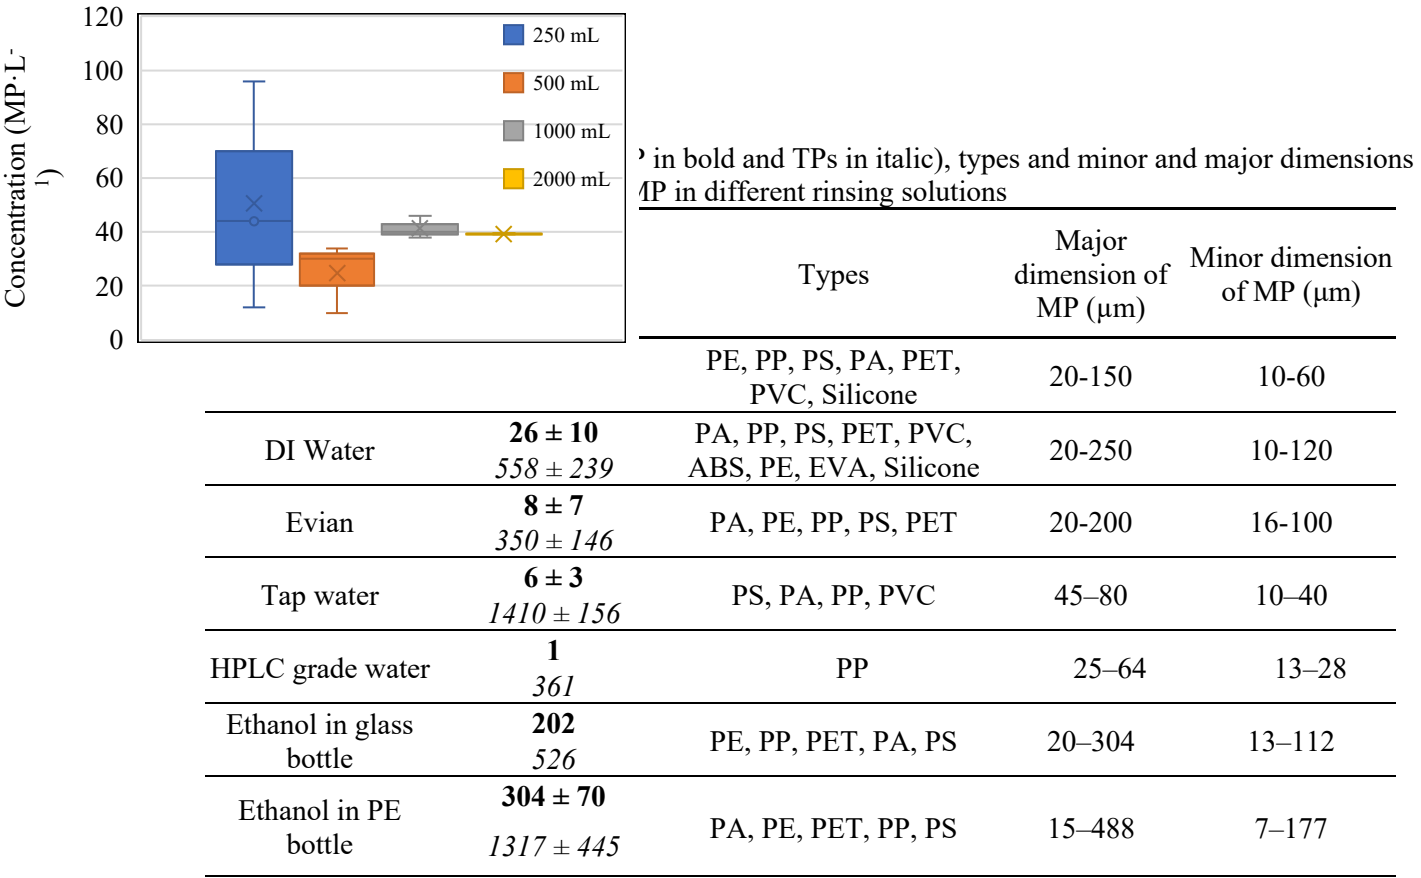 120
100
80
60
40
20
0
Concentration (MP·L-
1)
250 mL
500 mL
1000 mL
2000 mL
in bold and TPs in italic), types and minor and major dimensions
in different rinsing solutions
Types
Major
dimension of
MP (µm)
Minor dimension
of MP (µm)
PE, PP, PS, PA, PET,
PVC, Silicone
20-150
10-60
DI Water
26 ± 10
558 ± 239
PA, PP, PS, PET, PVC,
ABS, PE, EVA, Silicone
20-250
10-120
Evian
8 ± 7
350 ± 146
PA, PE, PP, PS, PET
20-200
16-100
Tap water
6 ± 3
1410 ± 156
PS, PA, PP, PVC
45–80
10–40
HPLC grade water
1
361
PP
25–64
13–28
Ethanol in glass
bottle
202
526
PE, PP, PET, PA, PS
20–304
13–112
Ethanol in PE
bottle
304 ± 70
1317 ± 445
PA, PE, PET, PP, PS
15–488
7–177